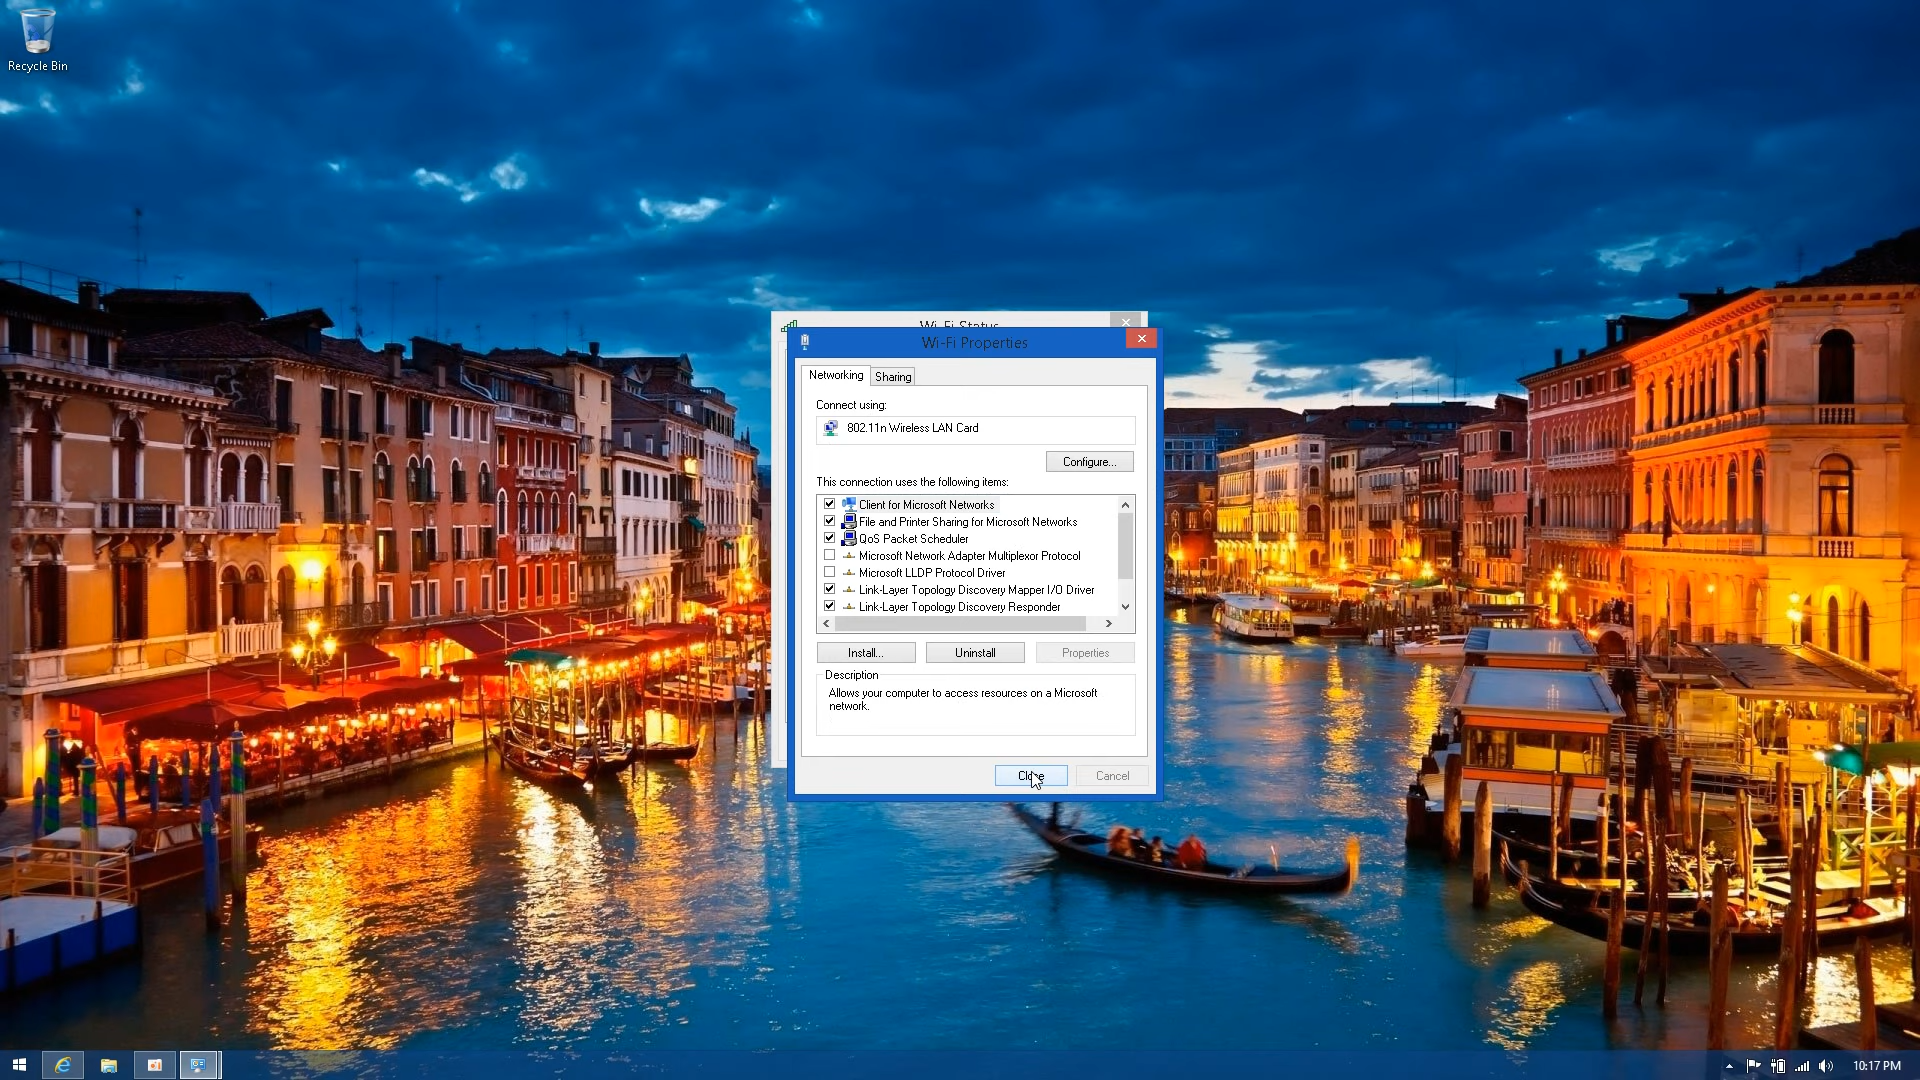 Recycle Bin
Wi-Fi Status
Wi-Fi Properties
Networking
Sharing
Connect using:
802.11n Wireless LAN Card
Configure...
This connection uses the following items:
Client for Microsoft Networks
File and Printer Sharing for Microsoft Networks
QoS Packet Scheduler
Microsoft Network Adapter Multiplexor Protocol
Microsoft LLDP Protocol Driver
Link-Layer Topology Discovery Mapper I/O Driver
Link-Layer Topology Discovery Responder
Install...
Uninstall
Properties
Description
Allows your computer to access resources on a Microsoft
network.
Close
Cancel
10:17 PM